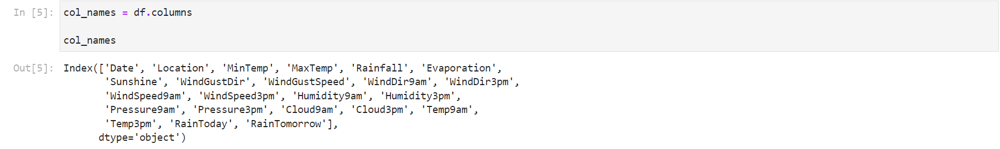 In [5]: col_names = df.columns
col_names
Out[5]: Index(['Date', 'Location', 'MinTemp', 'MaxTemp', 'Rainfall', 'Evaporation',
'Sunshine', 'WindGustDir', 'WindGustSpeed', 'WindDir9am', 'WindDir3pm',
'WindSpeed9am', 'WindSpeed3pm', 'Humidity9am', 'Humidity3pm',
'Pressure9am', 'Pressure3pm', 'Cloud9am', 'Cloud3pm', 'Temp9am',
'Temp3pm', 'RainToday', 'RainTomorrow'],
dtype='object')